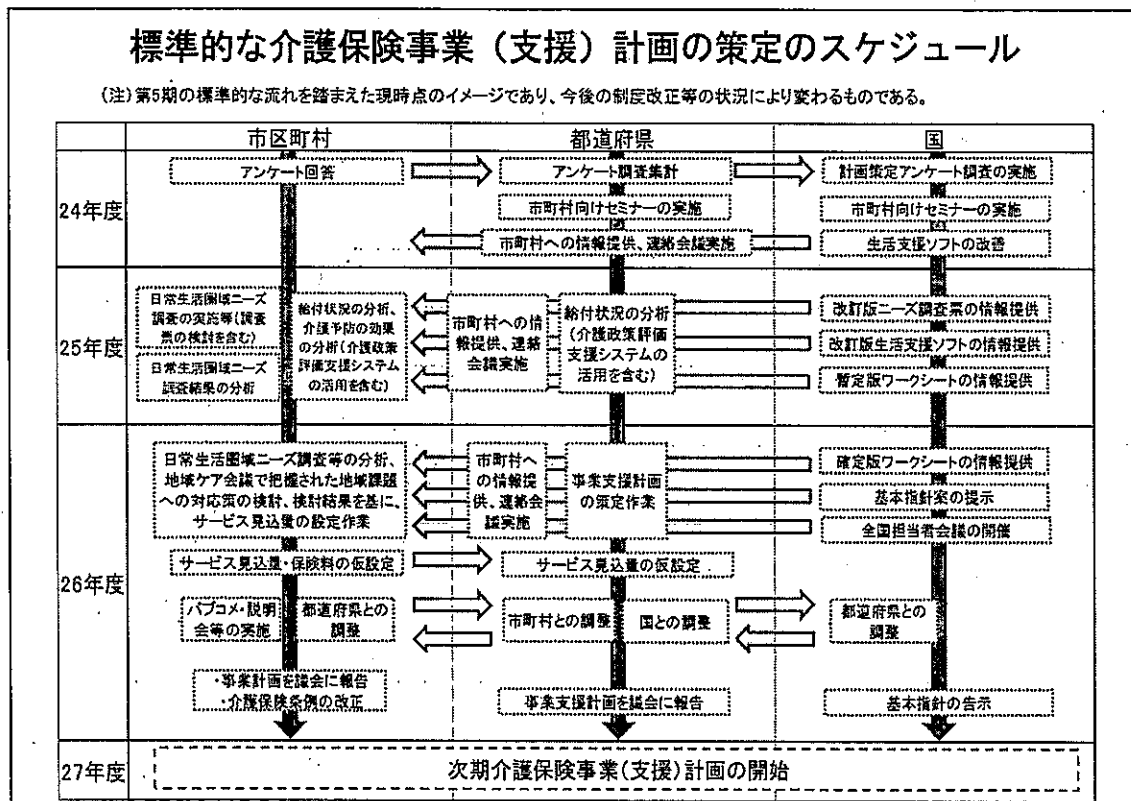 標準的な介護保険事業（支援）計画の策定のスケジュール
(注)第5期の標準的な流れを踏まえた現時点のイメージであり、今後の制度改正等の状況により変わるものである。
市区町村
都道府県
国
24年度
アンケート回答
アンケート調査集計
計画策定アンケート調査の実施
市町村向けセミナーの実施
市町村向けセミナーの実施
市町村への情報提供、連絡会議実施
生活支援ソフトの改善
25年度
日常生活圏域ニーズ
調査の実施等(調査
票の検討を含む)
日常生活圏域ニーズ
調査結果の分析
給付状況の分析、
介護予防の効果
の分析(介護政策
評価支援システム
の活用を含む)
市町村への情
報提供、連絡
会議実施
給付状況の分析
(介護政策評価
支援システムの
活用を含む)
改訂版ニーズ調査票の情報提供
改訂版生活支援ソフトの情報提供
暫定版ワークシートの情報提供
26年度
日常生活圏域ニーズ調査等の分析、
地域ケア会議で把握された地域課題
への対応策の検討、検討結果を基に、
サービス見込量の設定作業
市町村へ
の情報提
供、連絡会
議実施
事業支援計画
の策定作業
確定版ワークシートの情報提供
基本指針案の提示
全国担当者会議の開催
サービス見込量・保険料の仮設定
サービス見込量の仮設定
パブコメ・説明
会等の実施
都道府県との
調整
市町村との調整
国との調整
都道府県との
調整
・事業計画を議会に報告
・介護保険条例の改正
事業支援計画を議会に報告
基本指針の告示
27年度
次期介護保険事業(支援)計画の開始